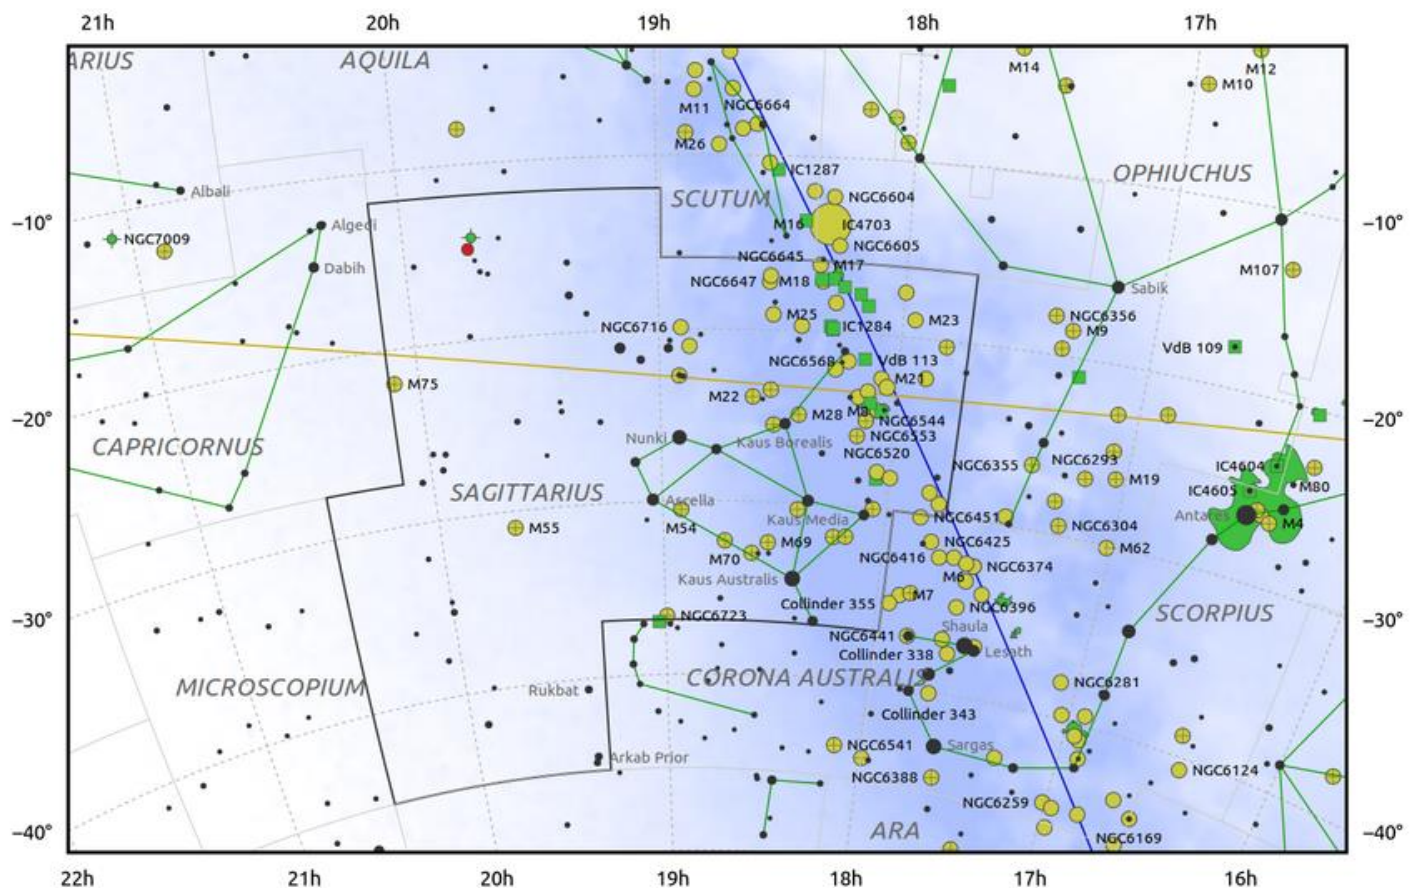 21h 20h 19h 18h 17h
ARIUS AQUILA M14 M12
M10
M11 NGC6664
M26
IC1287 OPHIUCHUS
Albali SCUTUM NGC6604
−10° Algedi M16 IC4703 −10°
NGC7009 NGC6605
Dabih NGC6645 M17 M107
NGC6647 M18 Sabik
M25 M23 NGC6356
NGC6716 IC1284 M9
NGC6568 VdB 113 VdB 109
M75 M21
M22 M28 M8 NGC6544
−20° −20°
CAPRICORNUS Nunki Kaus Borealis NGC6553
NGC6520 NGC6355 NGC6293 IC4604
SAGITTARIUS Ascella M19 IC4605 M80
M54 Kaus Media NGC6451 Antares M4
M55 NGC6304
M70 M69 NGC6425 M62
Kaus Australis NGC6416 NGC6374
M6
Collinder 355 M7 NGC6396
−30° NGC6723 Shaula SCORPIUS −30°
NGC6441 Lesath
Collinder 338
MICROSCOPIUM Rukbat CORONA AUSTRALIS NGC6281
Collinder 343
Arkab Prior NGC6541 Sargas
NGC6388 NGC6124
NGC6259
−40° ARA NGC6169 −40°
22h 21h 20h 19h 18h 17h 16h